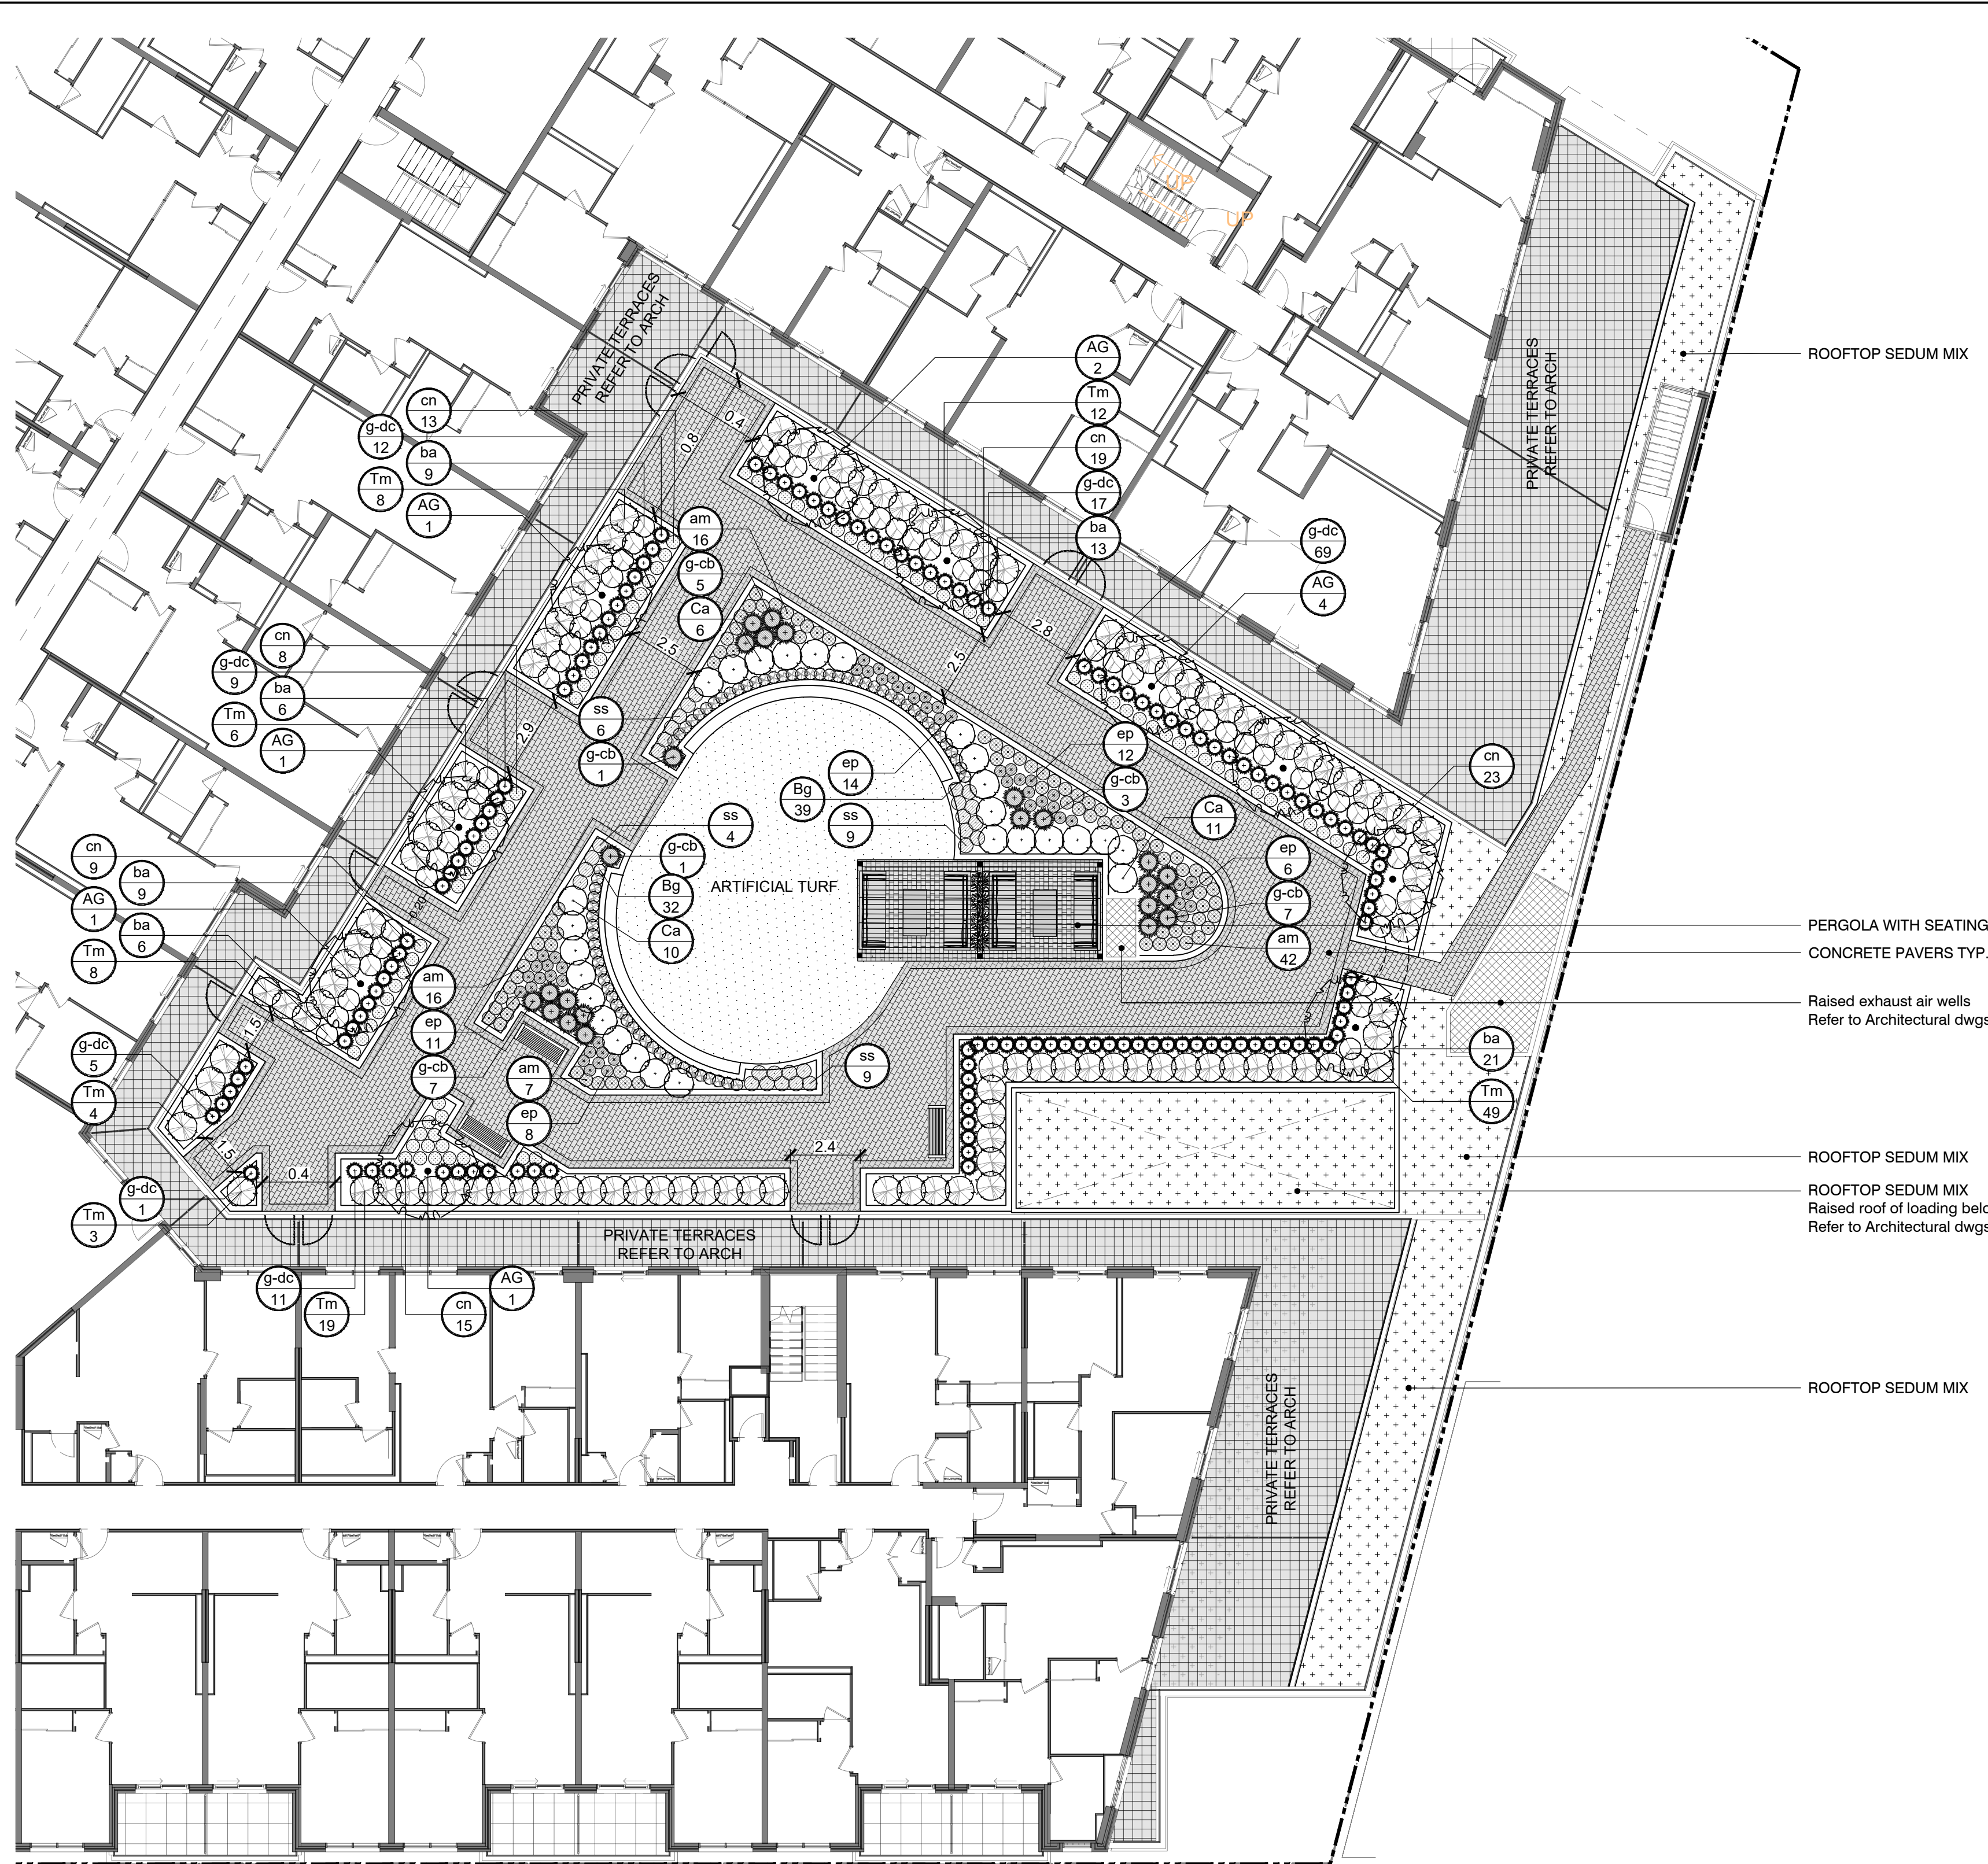 UP
UP
PRIVATE TERRACES
REFER TO ARCH
PRIVATE TERRACES
REFER TO ARCH
ROOFTOP SEDUM MIX
AG
2
Tm
12
cn
19
g-dc
17
ba
13
cn
13
g-dc
12
ba
9
Tm
8
AG
1
0.4
0.8
am
16
g-cb
5
Ca
6
g-dc
69
AG
4
2.5
2.5
2.8
cn
8
g-dc
9
ba
6
Tm
6
AG
1
2.9
ss
6
g-cb
1
ep
14
Bg
39
ss
9
ep
12
g-cb
3
Ca
11
cn
23
ss
4
g-cb
1
Bg
32
Ca
10
ARTIFICIAL TURF
ep
6
g-cb
7
am
42
cn
9
ba
9
AG
1
ba
6
Tm
8
0.20
PERGOLA WITH SEATING
CONCRETE PAVERS TYP.
Raised exhaust air wells
Refer to Architectural dwgs
am
16
ep
11
g-cb
7
am
7
ep
8
ss
9
1.5
g-dc
5
Tm
4
ba
21
Tm
49
1.5
0.4
2.4
g-dc
1
Tm
3
ROOFTOP SEDUM MIX
ROOFTOP SEDUM MIX
Raised roof of loading belo
Refer to Architectural dwgs
PRIVATE TERRACES
REFER TO ARCH
g-dc
11
Tm
19
cn
15
AG
1
ROOFTOP SEDUM MIX
PRIVATE TERRACES
REFER TO ARCH